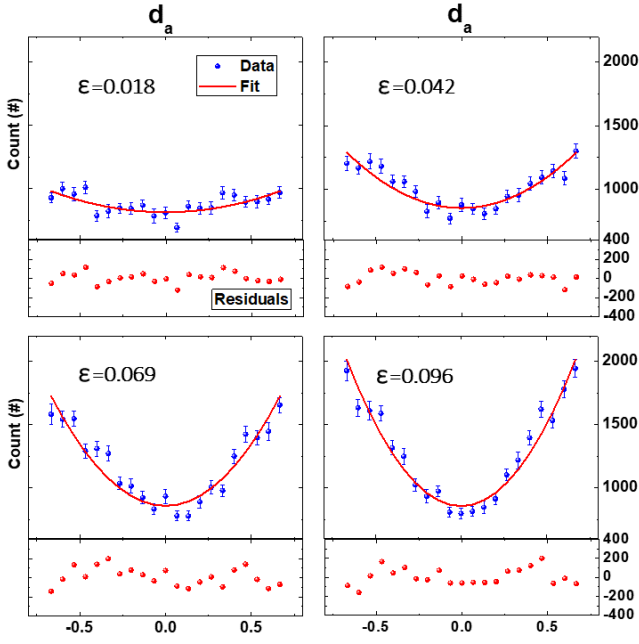 d_a d_a
Data
Fit
ε=0.018
ε=0.042
Count (#)
2000
1500
1000
400
200
0
-200
-400
Residuals
ε=0.069
ε=0.096
Count (#)
2000
1500
1000
400
200
0
-200
-400
-0.5 0.0 0.5 -0.5 0.0 0.5